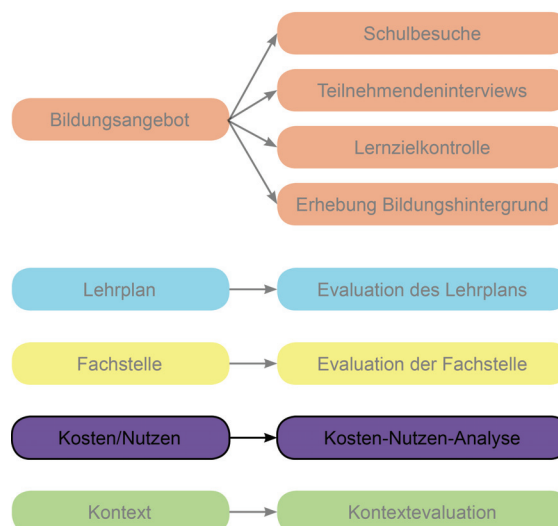 Schulbesuche
Teilnehmendeninterviews
Bildungsangebot
Lernzielkontrolle
Erhebung Bildungshintergrund
Lehrplan
Evaluation des Lehrplans
Fachstelle
Evaluation der Fachstelle
Kosten/Nutzen
Kosten-Nutzen-Analyse
Kontext
Kontextevaluation